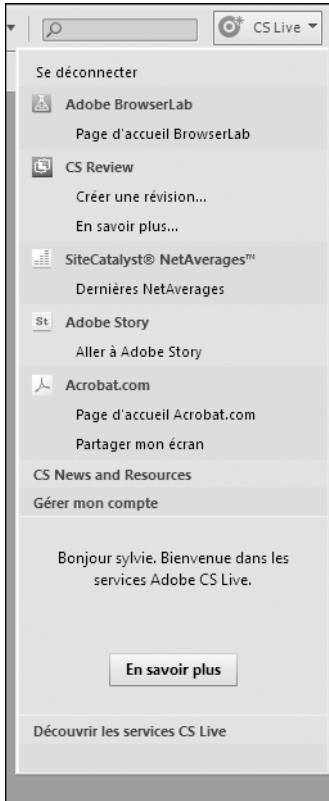 CS Live
Se déconnecter
Adobe BrowserLab
Page d'accueil BrowserLab
CS Review
Créer une révision...
En savoir plus...
SiteCatalyst® NetAverages™
Dernières NetAverages
St Adobe Story
Aller à Adobe Story
Acrobat.com
Page d'accueil Acrobat.com
Partager mon écran
CS News and Resources
Gérer mon compte
Bonjour sylvie. Bienvenue dans les
services Adobe CS Live.
En savoir plus
Découvrir les services CS Live